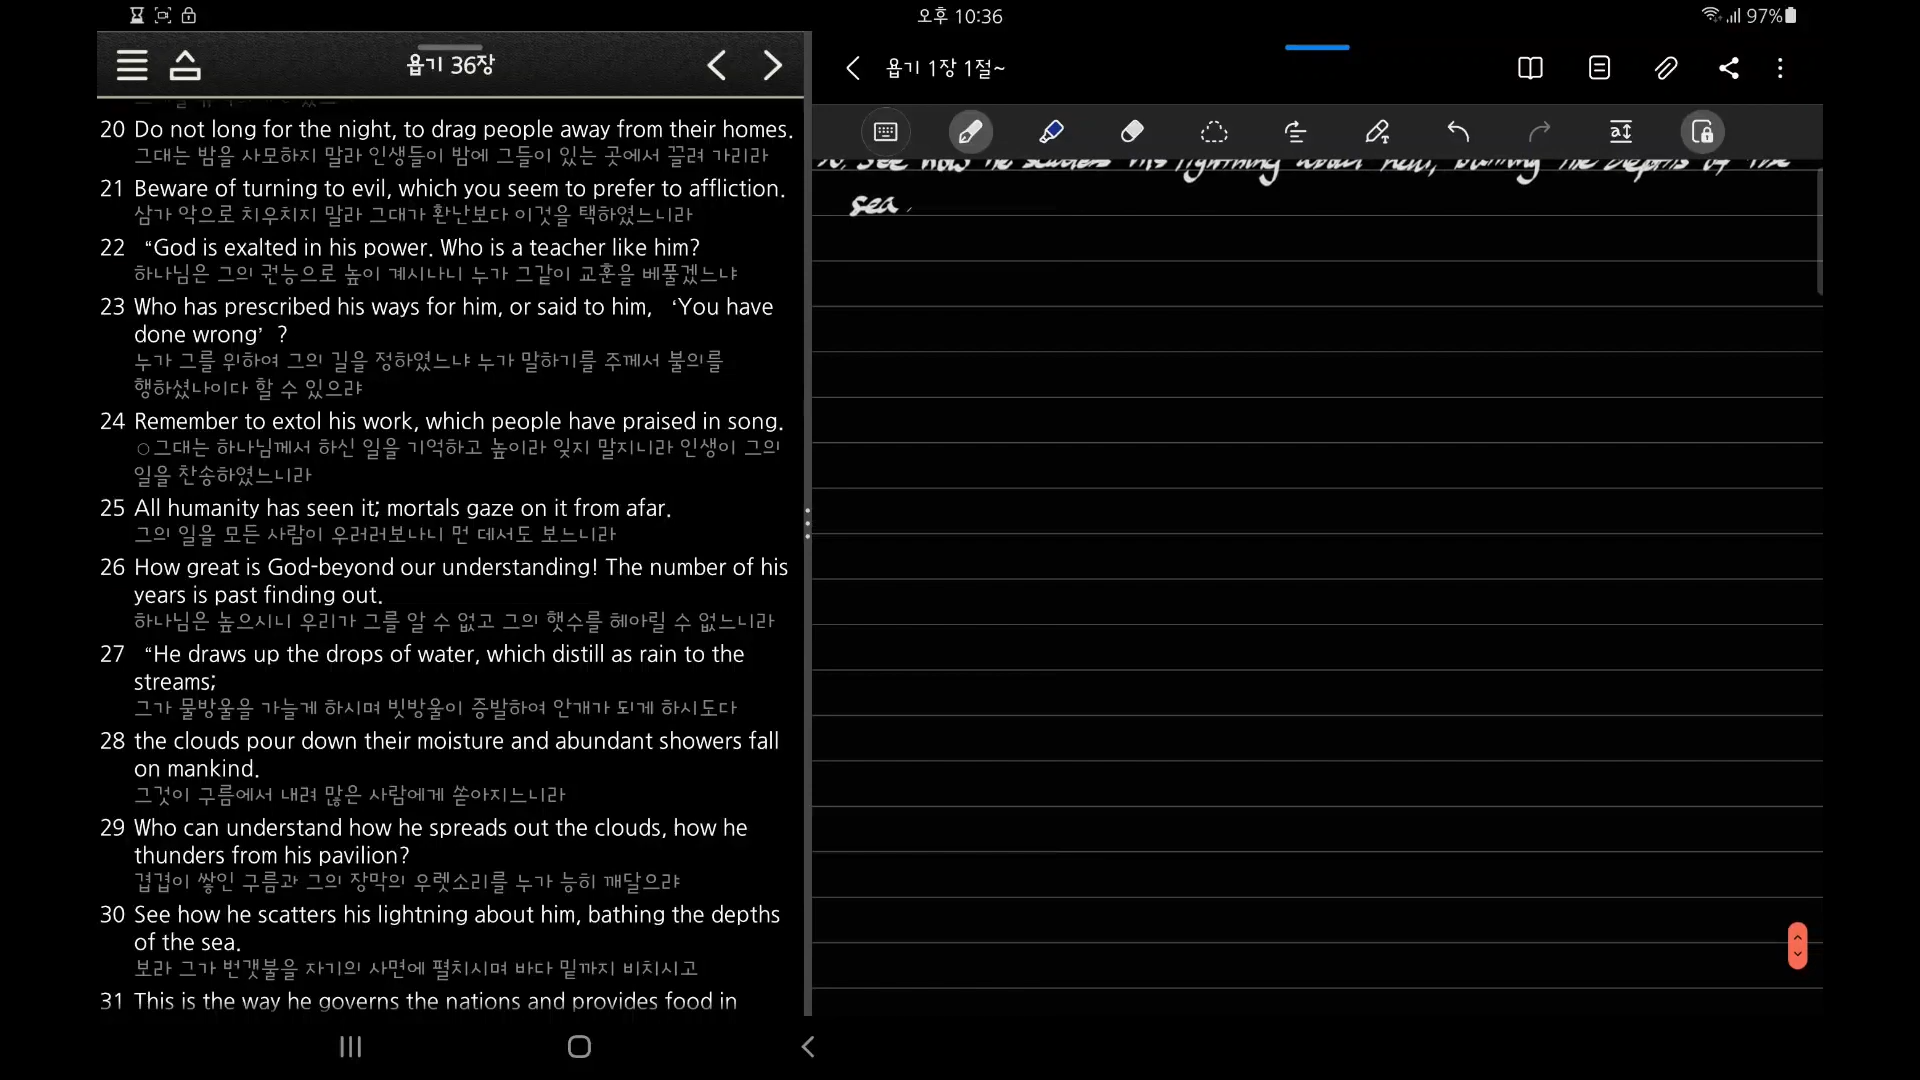 오후 10:36
97%
욥기 36장
20 Do not long for the night, to drag people away from their homes.
그대는 밤을 사모하지 말라 인생들이 밤에 그들이 있는 곳에서 끌려 가리라
21 Beware of turning to evil, which you seem to prefer to affliction.
삼가 악으로 치우치지 말라 그대가 환난보다 이것을 택하였느니라
22 “God is exalted in his power. Who is a teacher like him?
하나님은 그의 권능으로 높이 계시나니 누가 그같이 교훈을 베풀겠느냐
23 Who has prescribed his ways for him, or said to him, ‘You have
done wrong’ ?
누가 그를 위하여 그의 길을 정하였느냐 누가 말하기를 주께서 불의를
행하셨나이다 할 수 있으랴
24 Remember to extol his work, which people have praised in song.
○그대는 하나님께서 하신 일을 기억하고 높이라 잊지 말지니라 인생이 그의
일을 찬송하였느니라
25 All humanity has seen it; mortals gaze on it from afar.
그의 일을 모든 사람이 우러러보나니 먼 데서도 보느니라
26 How great is God-beyond our understanding! The number of his
years is past finding out.
하나님은 높으시니 우리가 그를 알 수 없고 그의 햇수를 헤아릴 수 없느니라
27 “He draws up the drops of water, which distill as rain to the
streams;
그가 물방울을 가늘게 하시며 빗방울이 증발하여 안개가 되게 하시도다
28 the clouds pour down their moisture and abundant showers fall
on mankind.
그것이 구름에서 내려 많은 사람에게 쏟아지느니라
29 Who can understand how he spreads out the clouds, how he
thunders from his pavilion?
겹겹이 쌓인 구름과 그의 장막의 우렛소리를 누가 능히 깨달으랴
30 See how he scatters his lightning about him, bathing the depths
of the sea.
보라 그가 번갯불을 자기의 사면에 펼치시며 바다 밑까지 비치시고
31 This is the way he governs the nations and provides food in
욥기 1장 1절~
See how he scatters his lightning about him, the depths of the
sea.